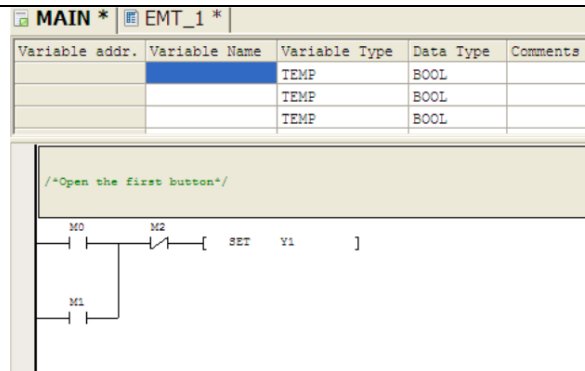 MAIN * EMT_1 *
Variable addr. Variable Name Variable Type Data Type Comments
TEMP BOOL
TEMP BOOL
TEMP BOOL
/*Open the first button*/
M0 M2
SET Y1
M1